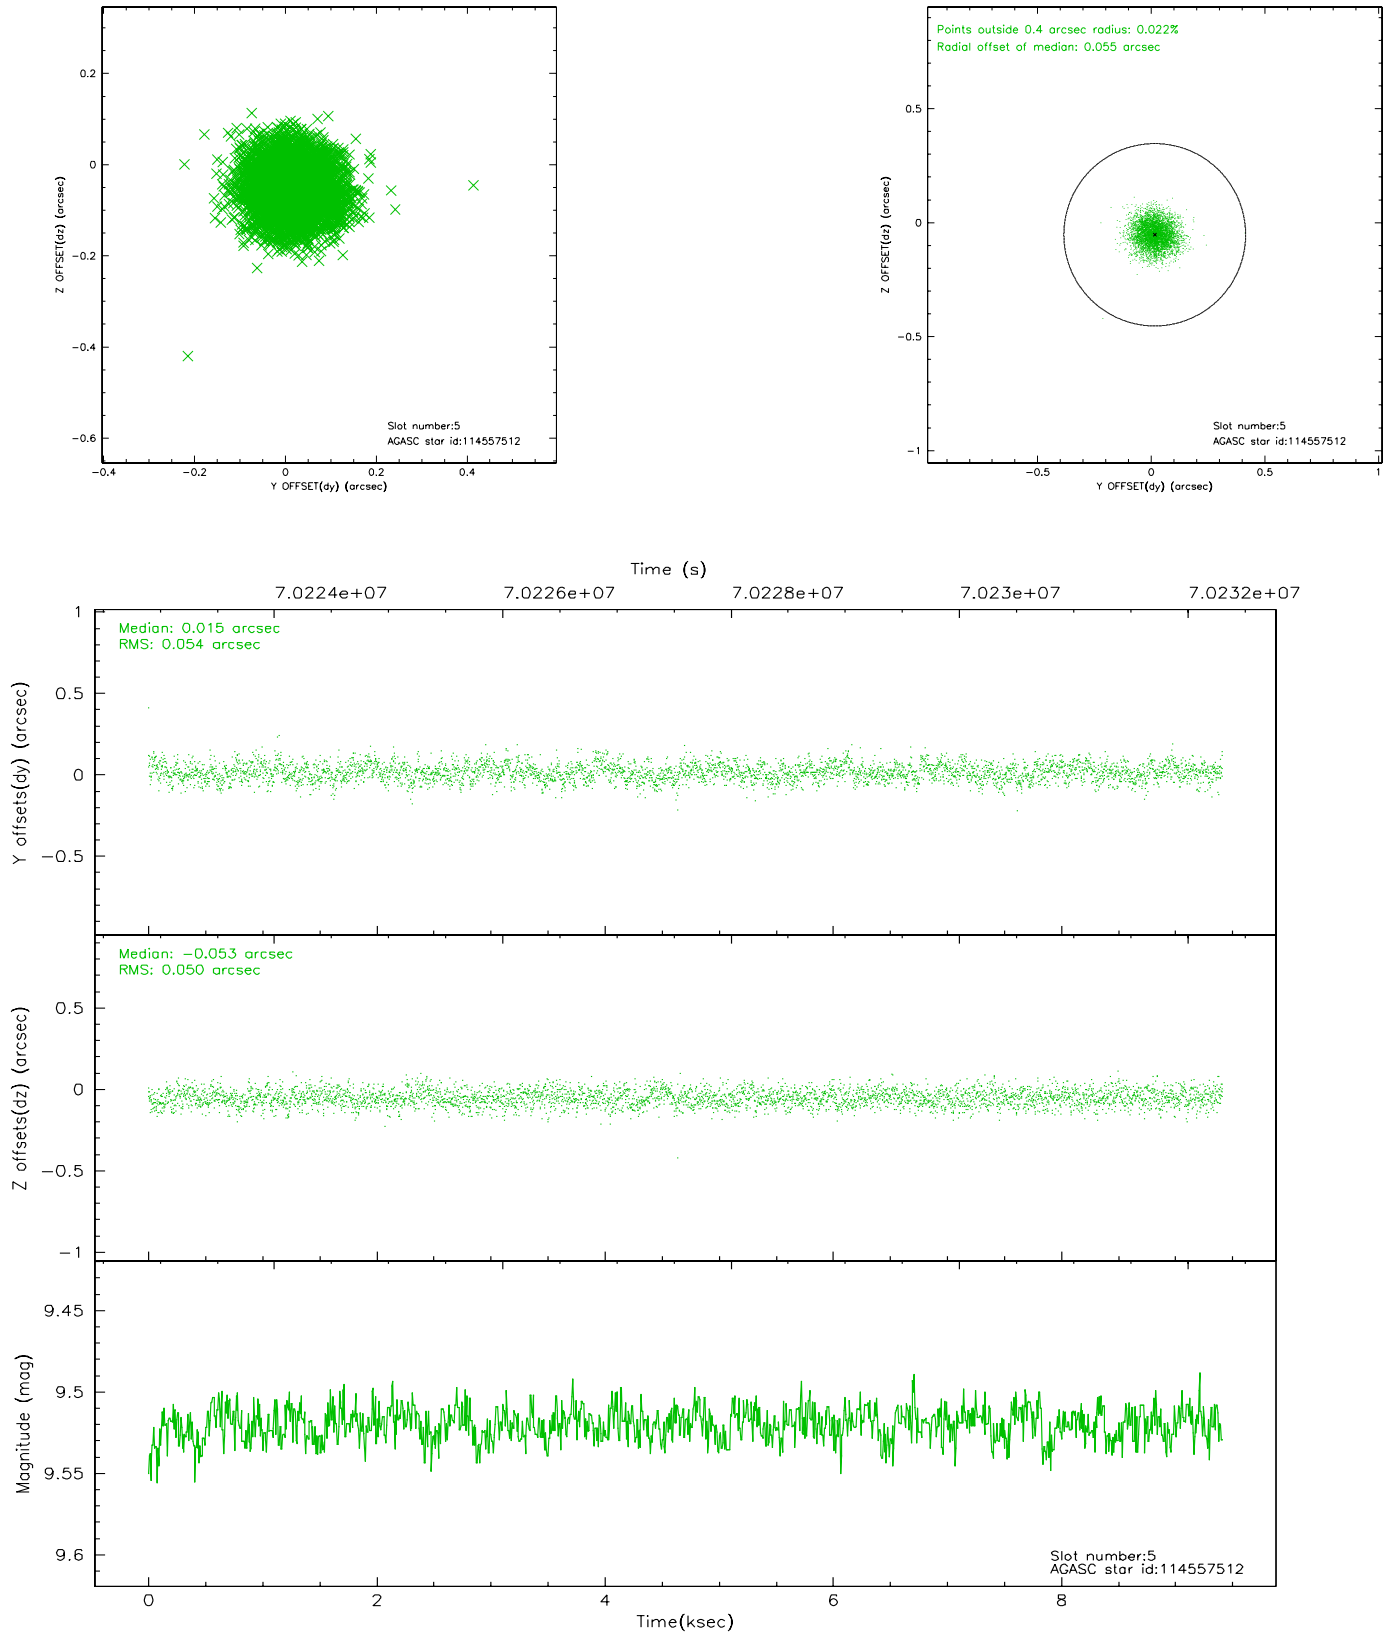 0.2
0
−0.2
−0.4
−0.6
−0.4
−0.2
0
0.2
0.4
Z OFFSET(dz) (arcsec)
Y OFFSET(dy) (arcsec)
Slot number:5
AGASC star id:114557512
Points outside 0.4 arcsec radius: 0.022%
Radial offset of median: 0.055 arcsec
0.5
0
−0.5
−1
−0.5
0
0.5
1
Z OFFSET(dz) (arcsec)
Y OFFSET(dy) (arcsec)
Slot number:5
AGASC star id:114557512
Time (s)
7.0224e+07
7.0226e+07
7.0228e+07
7.023e+07
7.0232e+07
Median: 0.015 arcsec
RMS: 0.054 arcsec
1
0.5
0
−0.5
Y offsets(dy) (arcsec)
Median: −0.053 arcsec
RMS: 0.050 arcsec
0.5
0
−0.5
−1
Z offsets(dz) (arcsec)
9.45
9.5
9.55
9.6
Magnitude (mag)
Slot number:5
AGASC star id:114557512
0
2
4
6
8
Time(ksec)